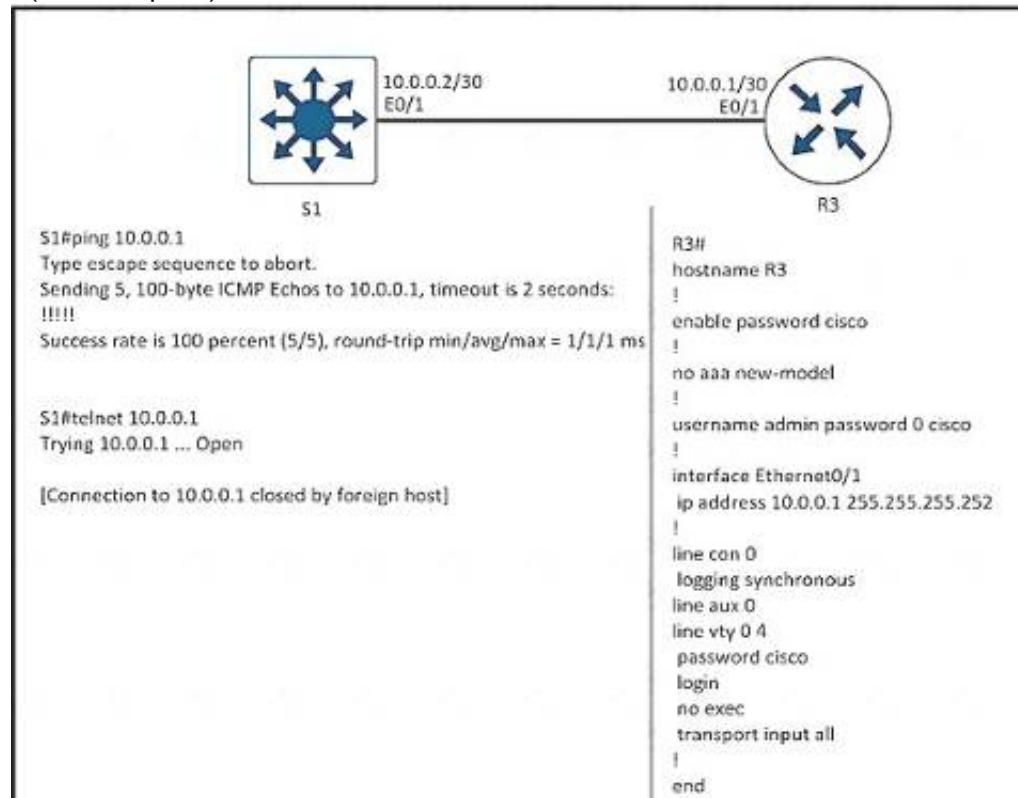 10.0.0.2/30
E0/1
10.0.0.1/30
E0/1
S1
R3
S1#ping 10.0.0.1
Type escape sequence to abort.
Sending 5, 100-byte ICMP Echos to 10.0.0.1, timeout is 2 seconds:
!!!!!
Success rate is 100 percent (5/5), round-trip min/avg/max = 1/1/1 ms
S1#telnet 10.0.0.1
Trying 10.0.0.1 ... Open
[Connection to 10.0.0.1 closed by foreign host]
R3#
hostname R3
!
enable password cisco
!
no aaa new-model
!
username admin password 0 cisco
!
interface Ethernet0/1
ip address 10.0.0.1 255.255.255.252
!
line con 0
logging synchronous
line aux 0
line vty 0 4
password cisco
login
no exec
transport input all
!
end